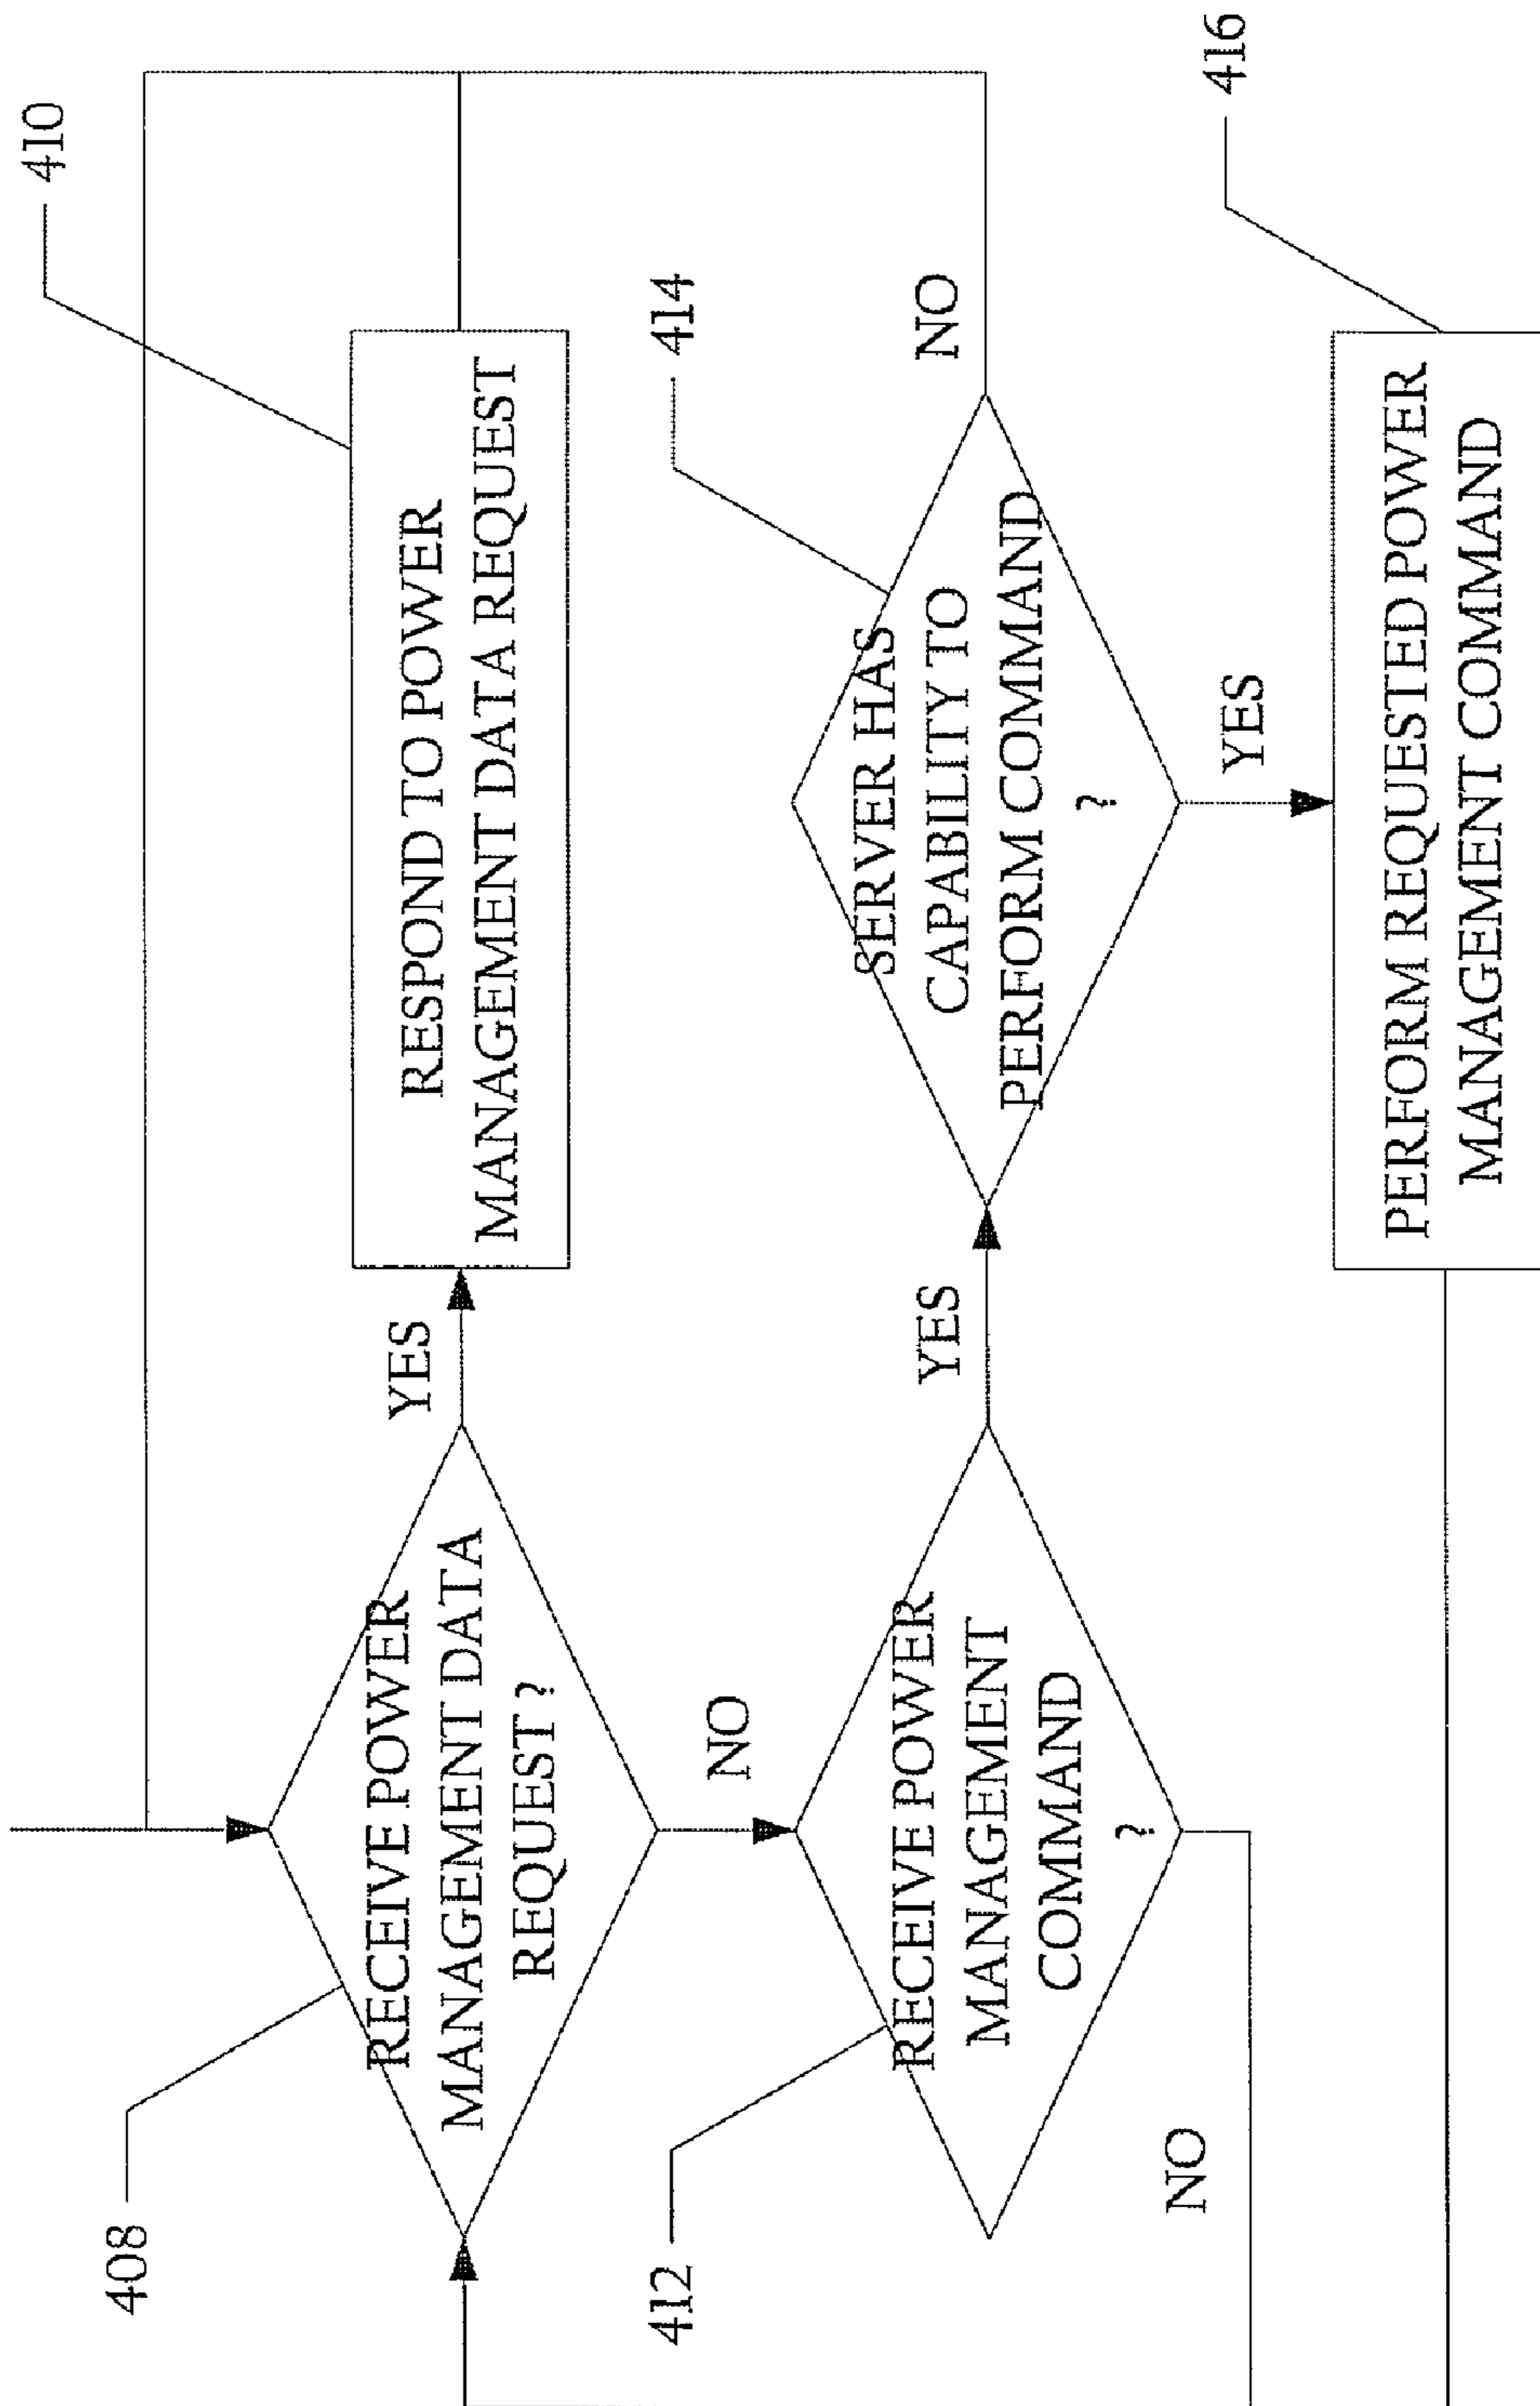 408
RECEIVE POWER
MANAGEMENT DATA
REQUEST ?
YES
410
RESPOND TO POWER
MANAGEMENT DATA REQUEST
NO
412
RECEIVE POWER
MANAGEMENT
COMMAND
?
YES
NO
414
SERVER HAS
CAPABILITY TO
PERFORM COMMAND
?
NO
YES
416
PERFORM REQUESTED POWER
MANAGEMENT COMMAND